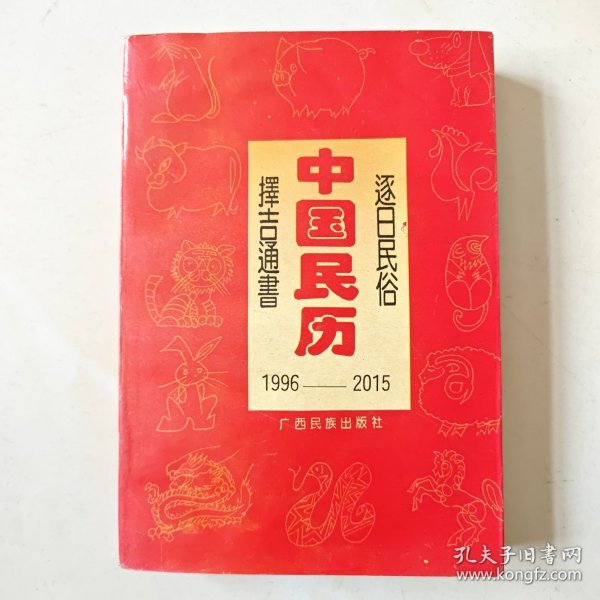 逐日民俗
中国民历
擇吉通書
1996——2015
广西民族出版社
孔夫子旧书网
www.kongfz.com